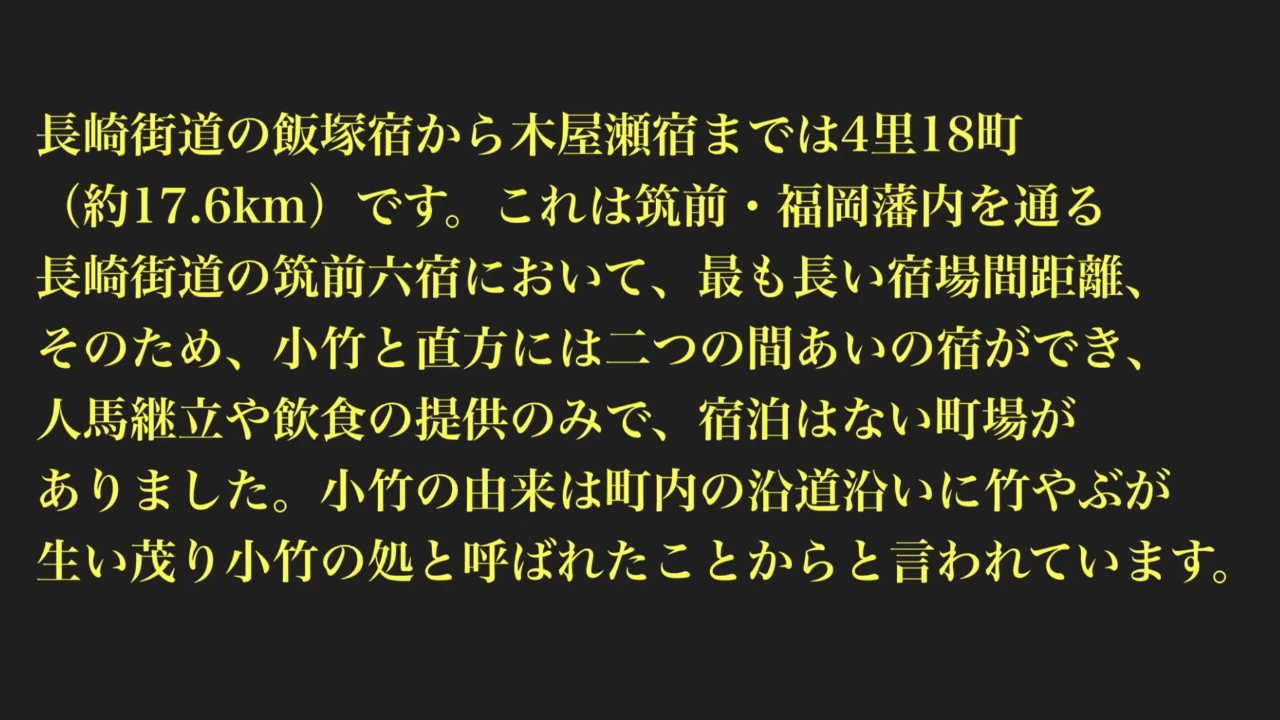 長崎街道の飯塚宿から木屋瀬宿までは4里18町
（約17.6km）です。これは筑前・福岡藩内を通る
長崎街道の筑前六宿において、最も長い宿場間距離、
そのため、小竹と直方には二つの間あいの宿ができ、
人馬継立や飲食の提供のみで、宿泊はない町場が
ありました。小竹の由来は町内の沿道沿いに竹やぶが
生い茂り小竹の処と呼ばれたことからと言われています。